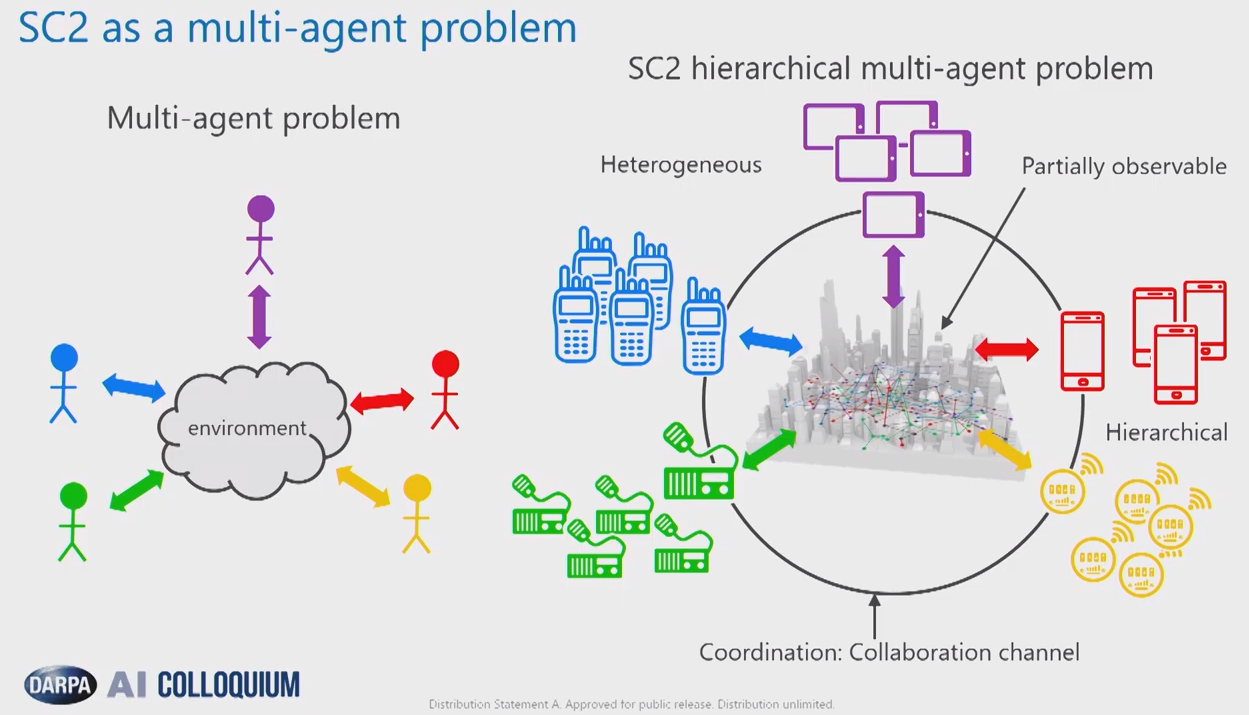 SC2 as a multi-agent problem
Multi-agent problem
environment
SC2 hierarchical multi-agent problem
Heterogeneous
Partially observable
Hierarchical
Coordination: Collaboration channel
DARPA AI COLLOQUIUM
Distribution Statement A. Approved for public release. Distribution unlimited.